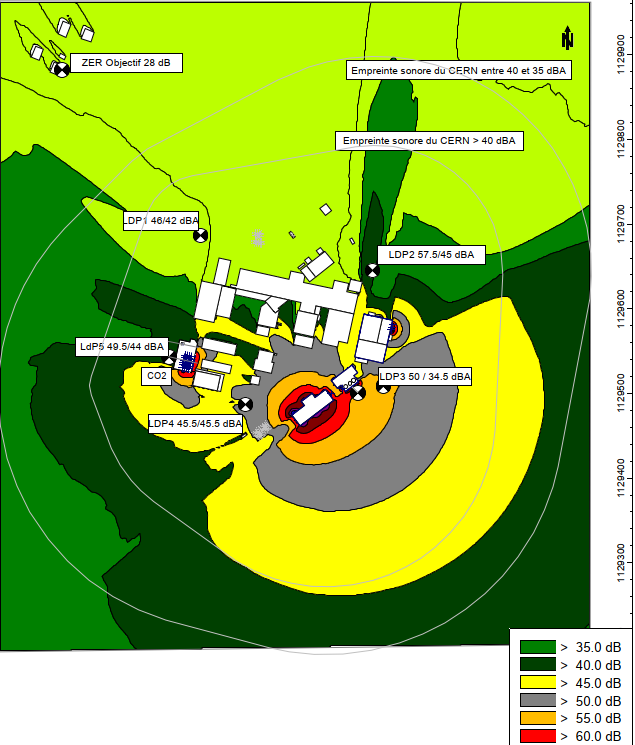 N
ZER Objectif 28 dB
Empreinte sonore du CERN entre 40 et 35 dBA
Empreinte sonore du CERN > 40 dBA
LDP1 46/42 dBA
LDP2 57.5/45 dBA
LdP5 49.5/44 dBA
CO2
LDP3 50 / 34.5 dBA
LDP4 45.5/45.5 dBA
1129900
1129800
1129700
1129600
1129500
1129400
1129300
> 35.0 dB
> 40.0 dB
> 45.0 dB
> 50.0 dB
> 55.0 dB
> 60.0 dB